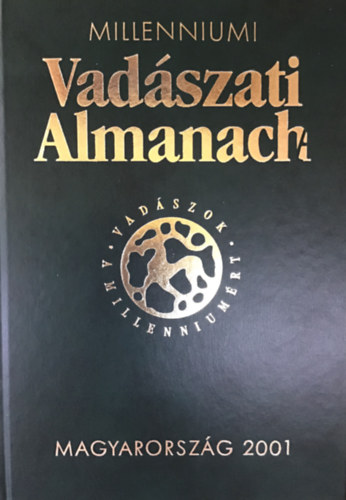 MILLENNIUMI
Vadászati
Almanach
VADÁSZOK
A MILLENNIUMÉRT
MAGYARORSZÁG 2001